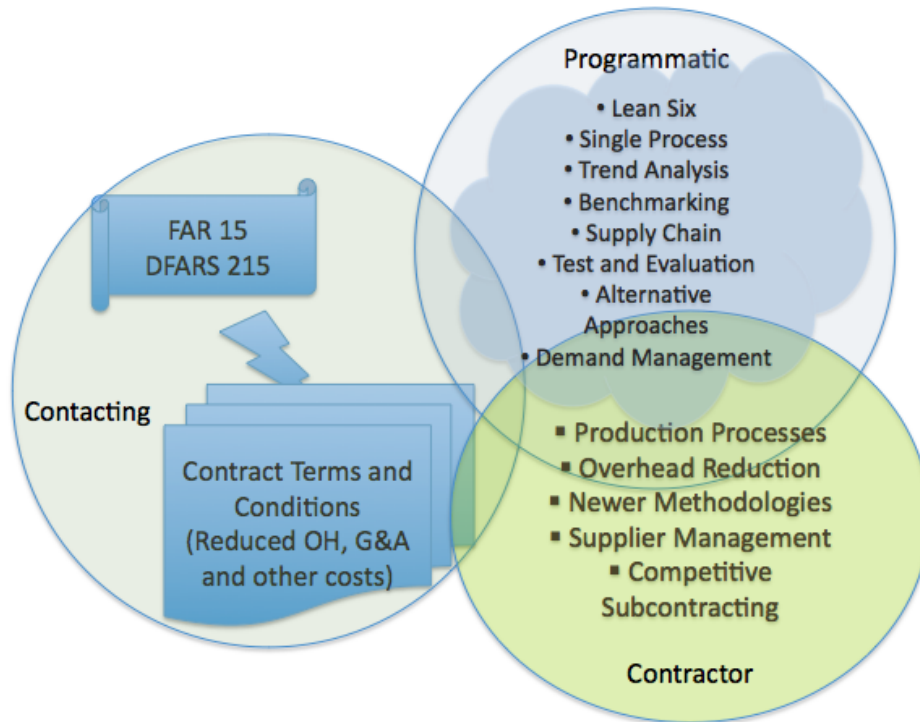 Programmatic
• Lean Six
• Single Process
• Trend Analysis
• Benchmarking
• Supply Chain
• Test and Evaluation
• Alternative
Approaches
• Demand Management
FAR 15
DFARS 215
Contacting
Contract Terms and
Conditions
(Reduced OH, G&A
and other costs)
▪ Production Processes
▪ Overhead Reduction
▪ Newer Methodologies
▪ Supplier Management
▪ Competitive
Subcontracting
Contractor